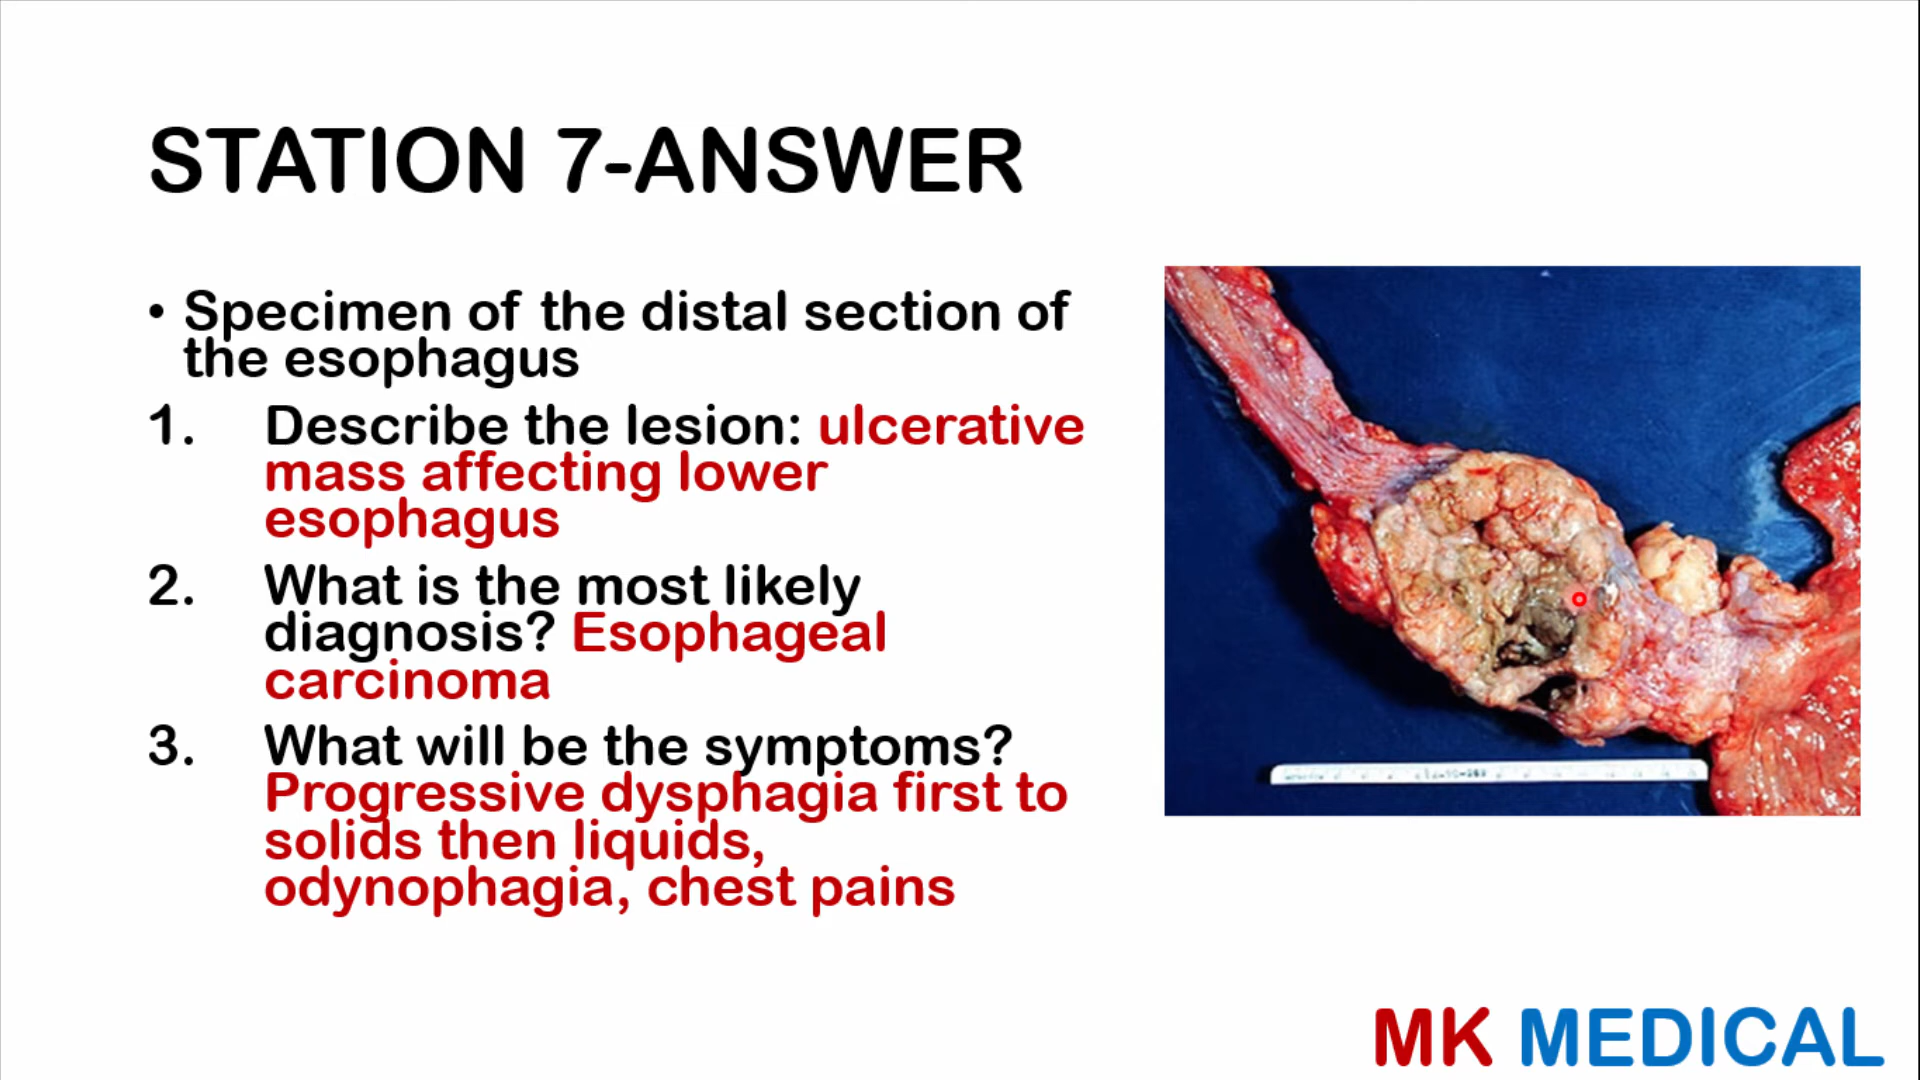 STATION 7-ANSWER
• Specimen of the distal section of
the esophagus
1. Describe the lesion: ulcerative
mass affecting lower
esophagus
2. What is the most likely
diagnosis? Esophageal
carcinoma
3. What will be the symptoms?
Progressive dysphagia first to
solids then liquids,
odynophagia, chest pains
MK MEDICAL